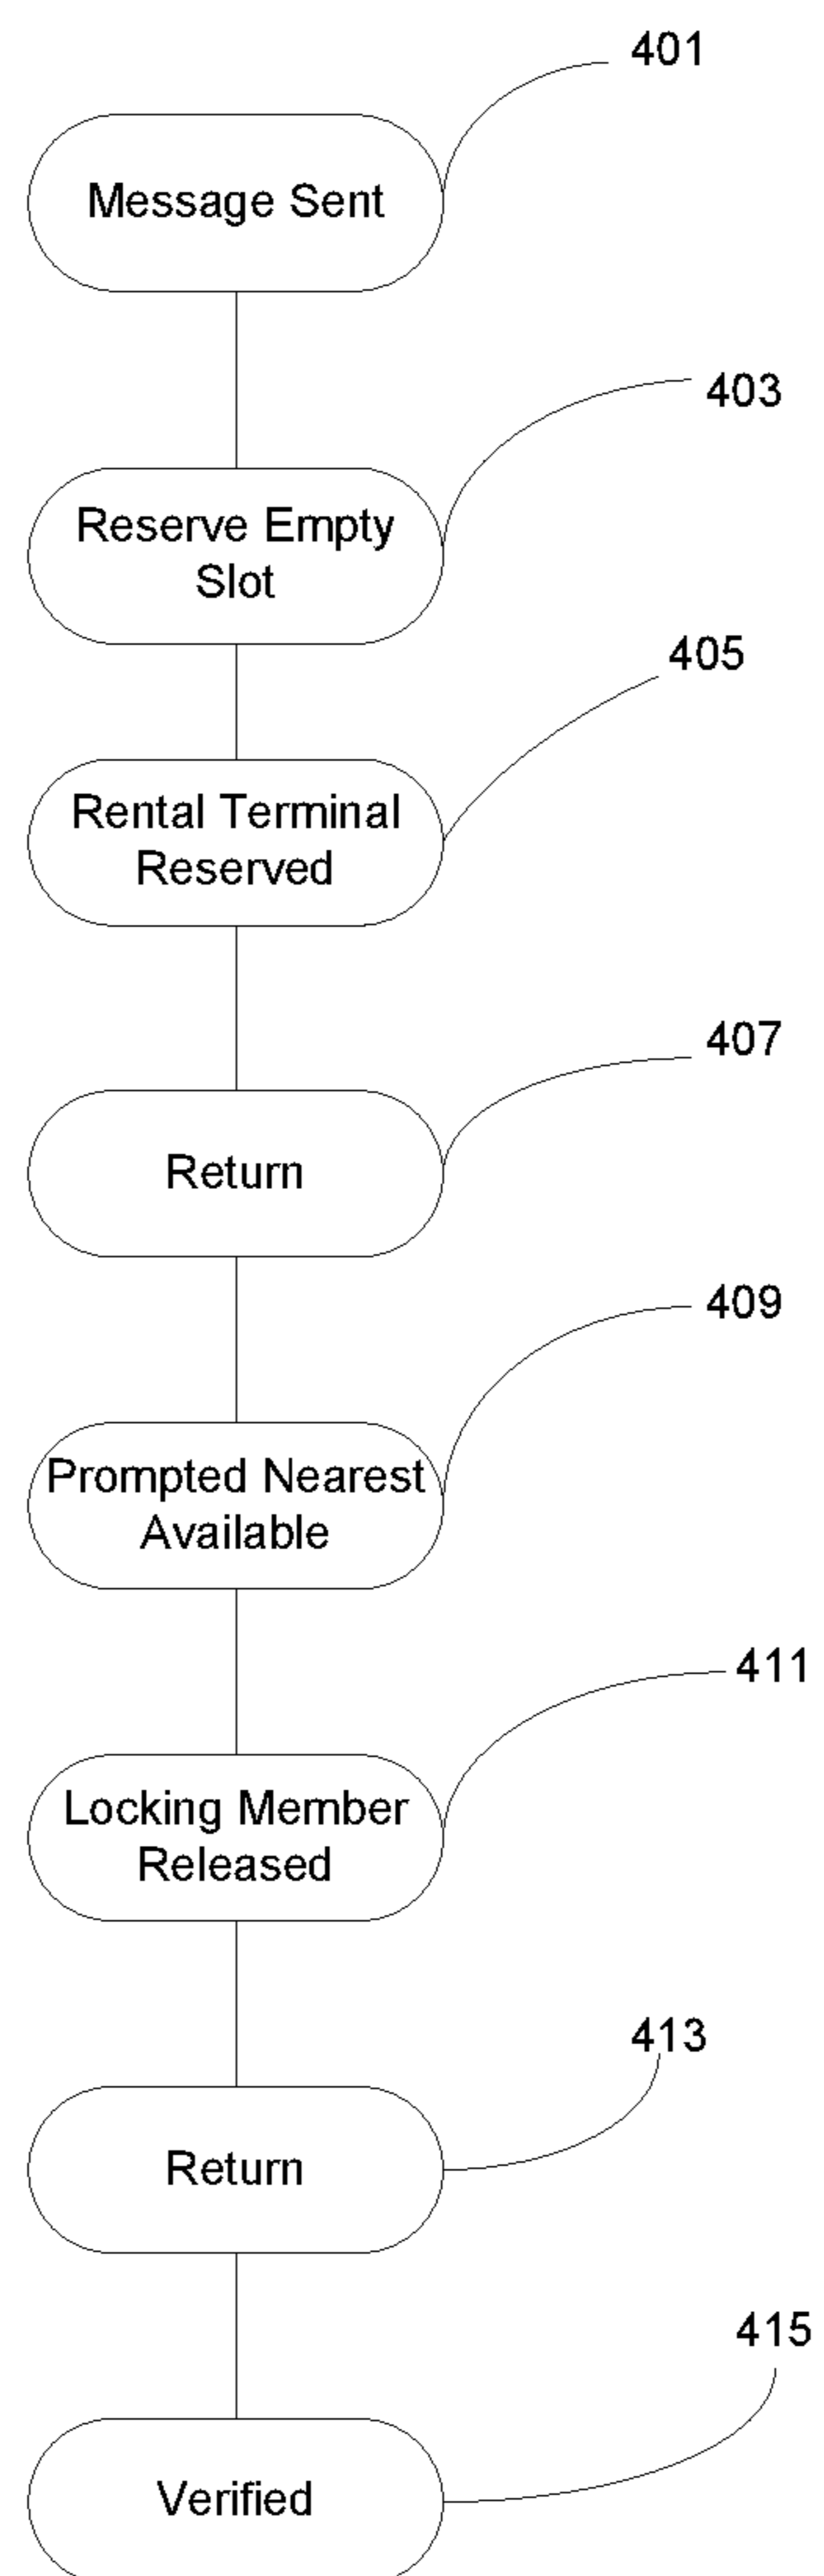 401
Message Sent
403
Reserve Empty
Slot
405
Rental Terminal
Reserved
407
Return
409
Prompted Nearest
Available
411
Locking Member
Released
413
Return
415
Verified